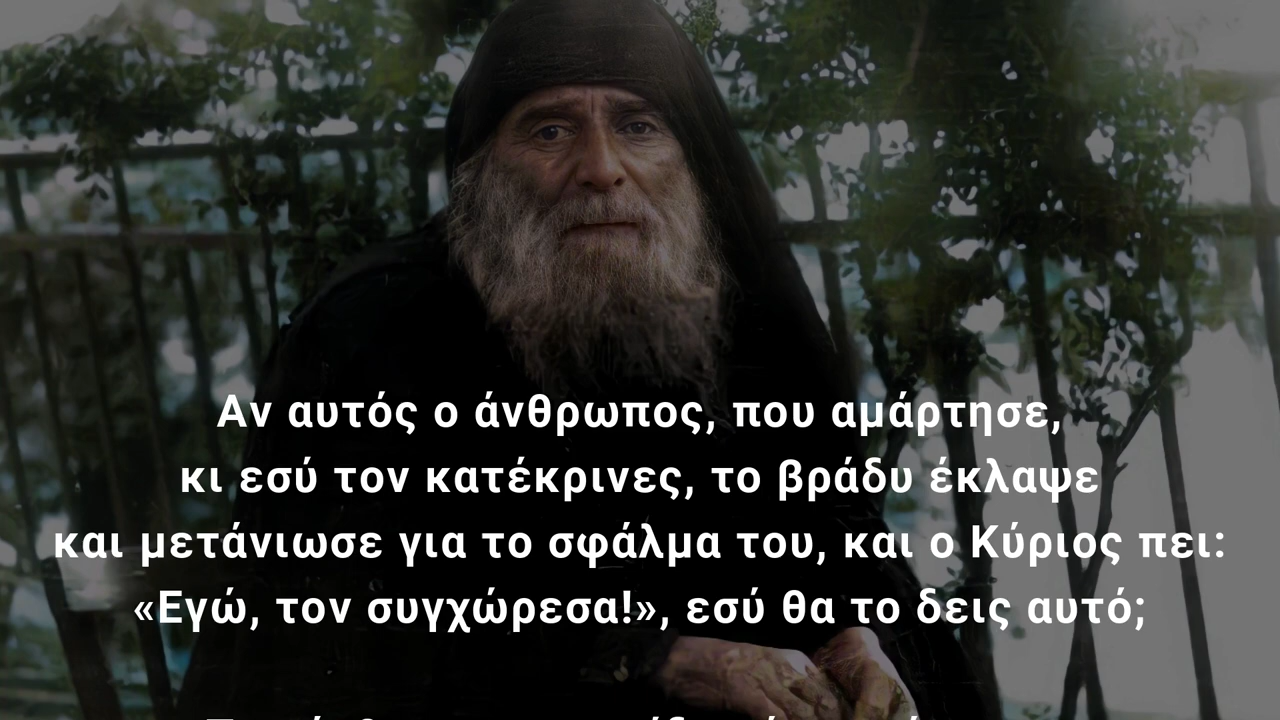 Αν αυτός ο άνθρωπος, που αμάρτησε,
κι εσύ τον κατέκρινες, το βράδυ έκλαψε
και μετάνιωσε για το σφάλμα του, και ο Κύριος πει:
«Εγώ, τον συγχώρεσα!», εσύ θα το δεις αυτό;